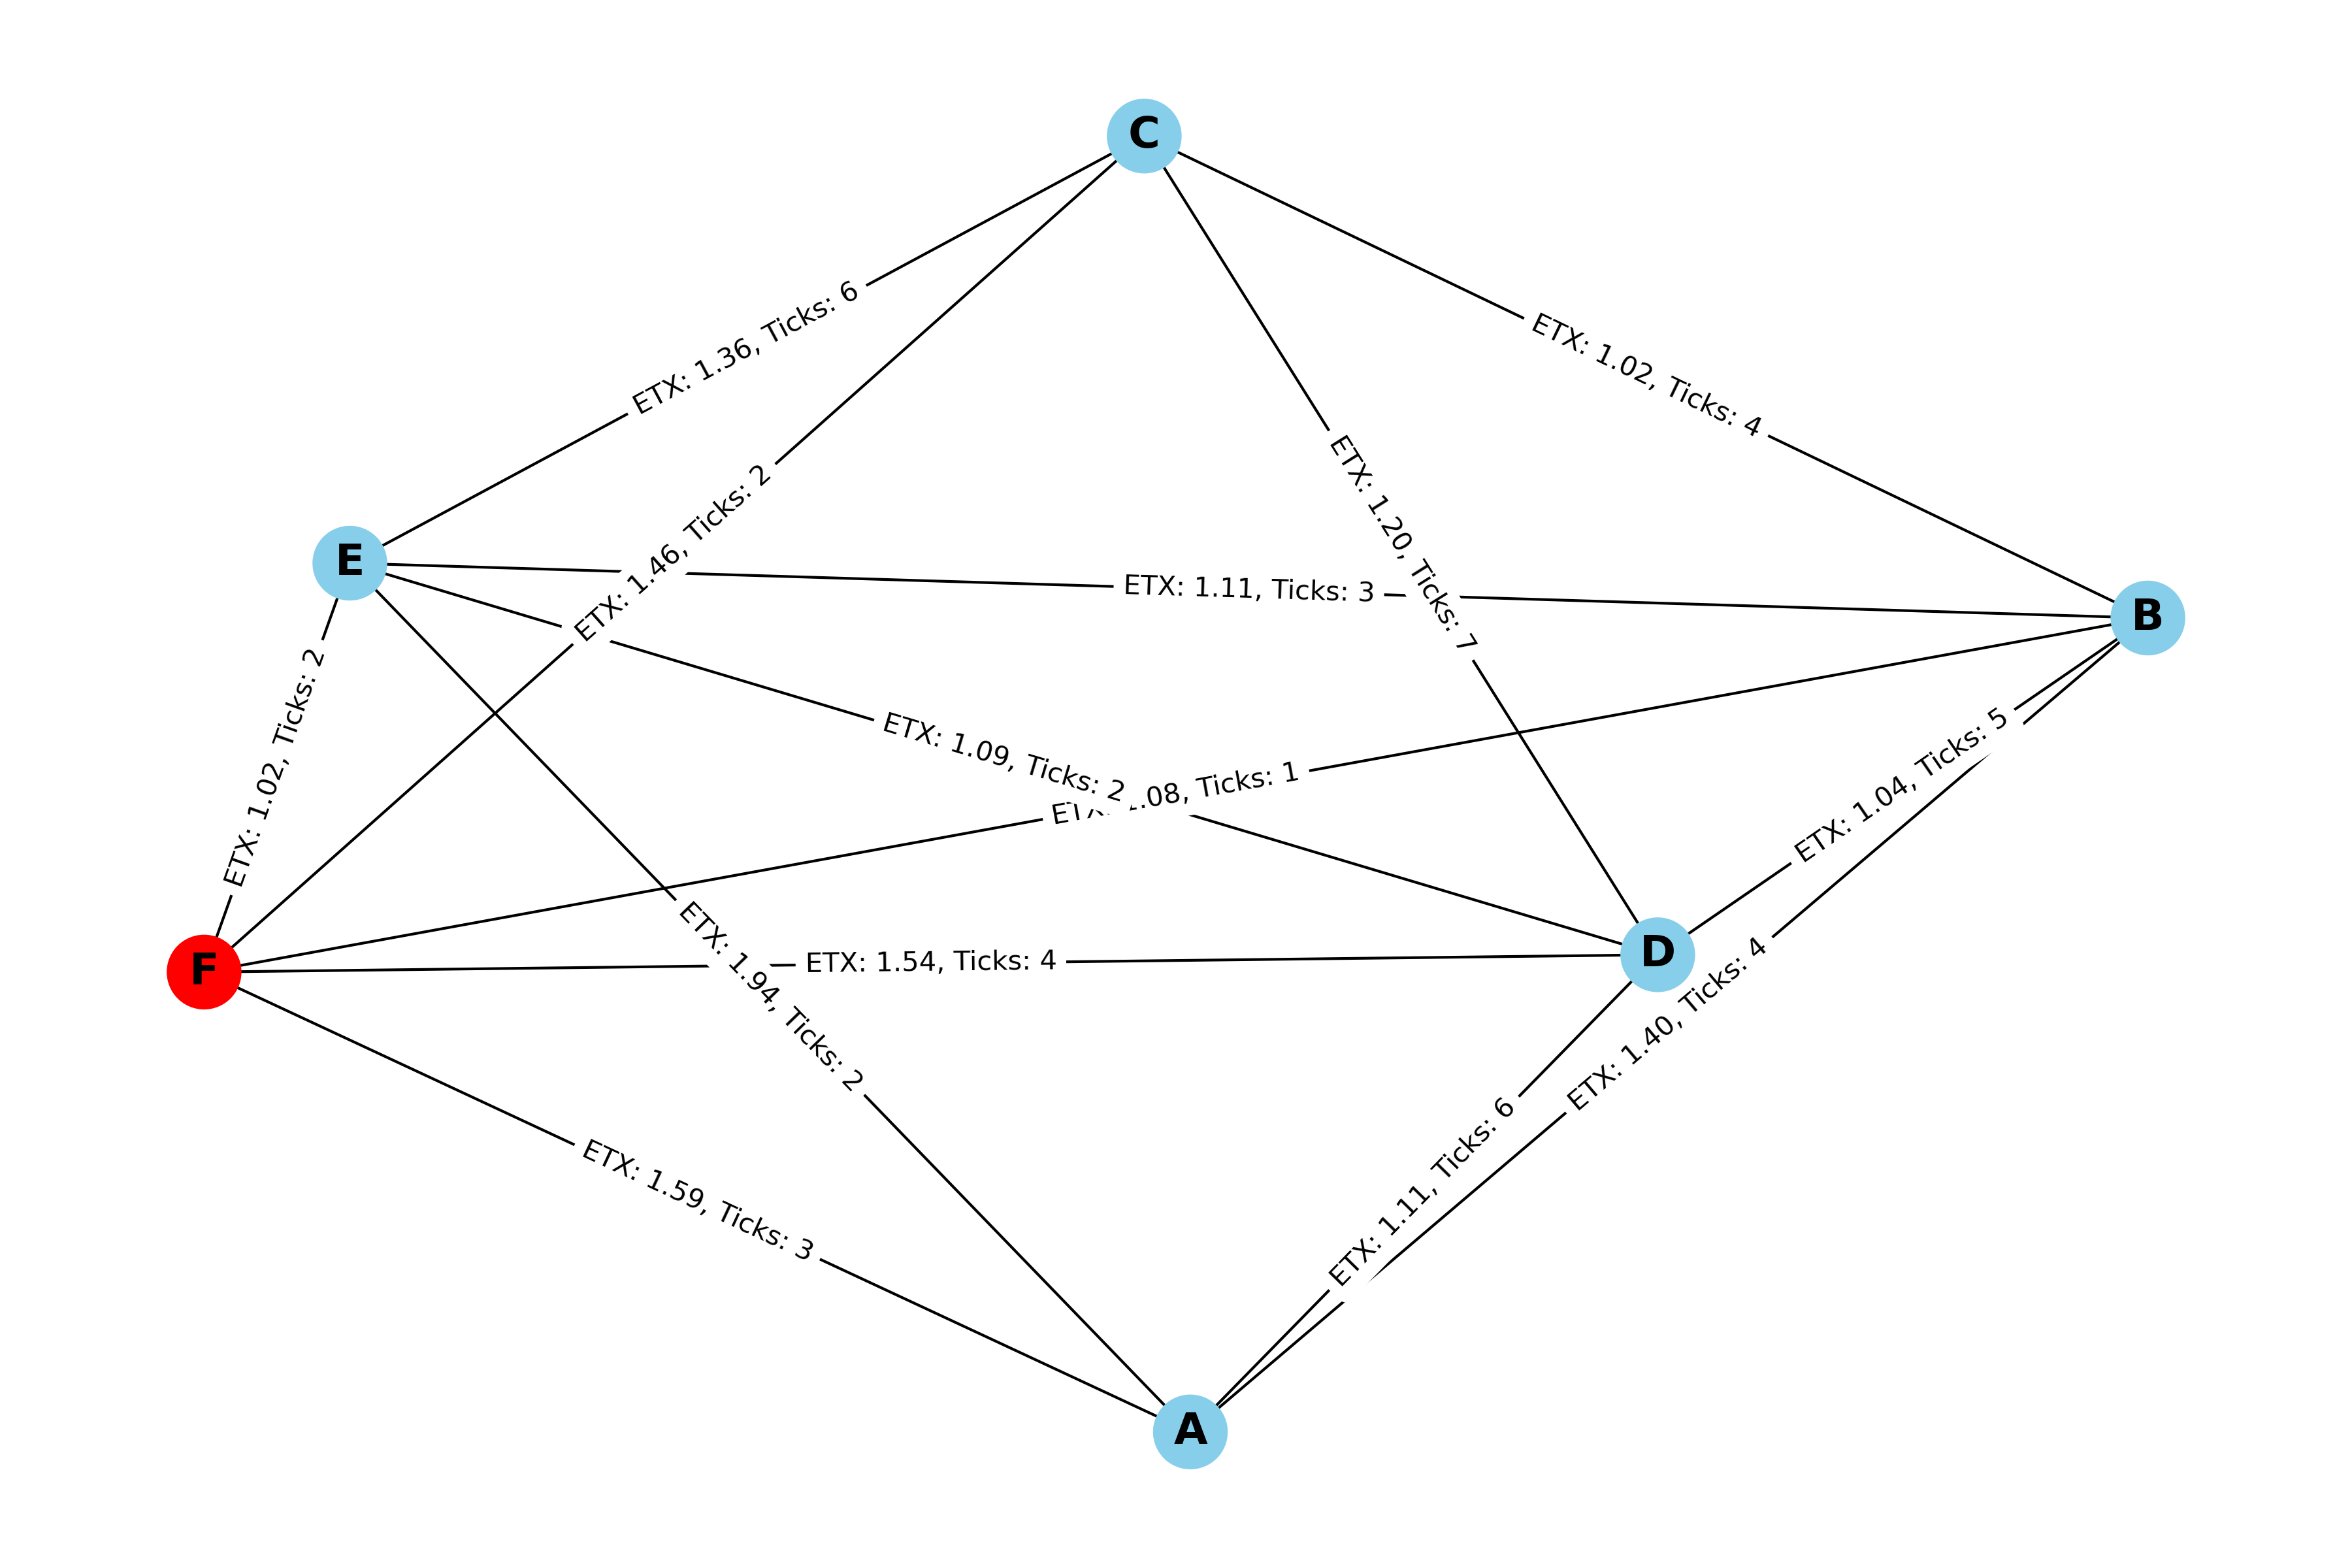 C
ETX: 1.36, Ticks: 6
ETX: 1.02, Ticks: 4
ETX: 1.46, Ticks: 2
ETX: 1.20, Ticks: 7
E
ETX: 1.11, Ticks: 3
B
ETX: 1.02, Ticks: 2
ETX: 1.09, Ticks: 2
.08, Ticks: 1
ETX: 1.04, Ticks: 5
F
ETX: 1.94, Ticks: 2
ETX: 1.54, Ticks: 4
D
ETX: 1.40, Ticks: 4
ETX: 1.59, Ticks: 3
ETX: 1.11, Ticks: 6
A